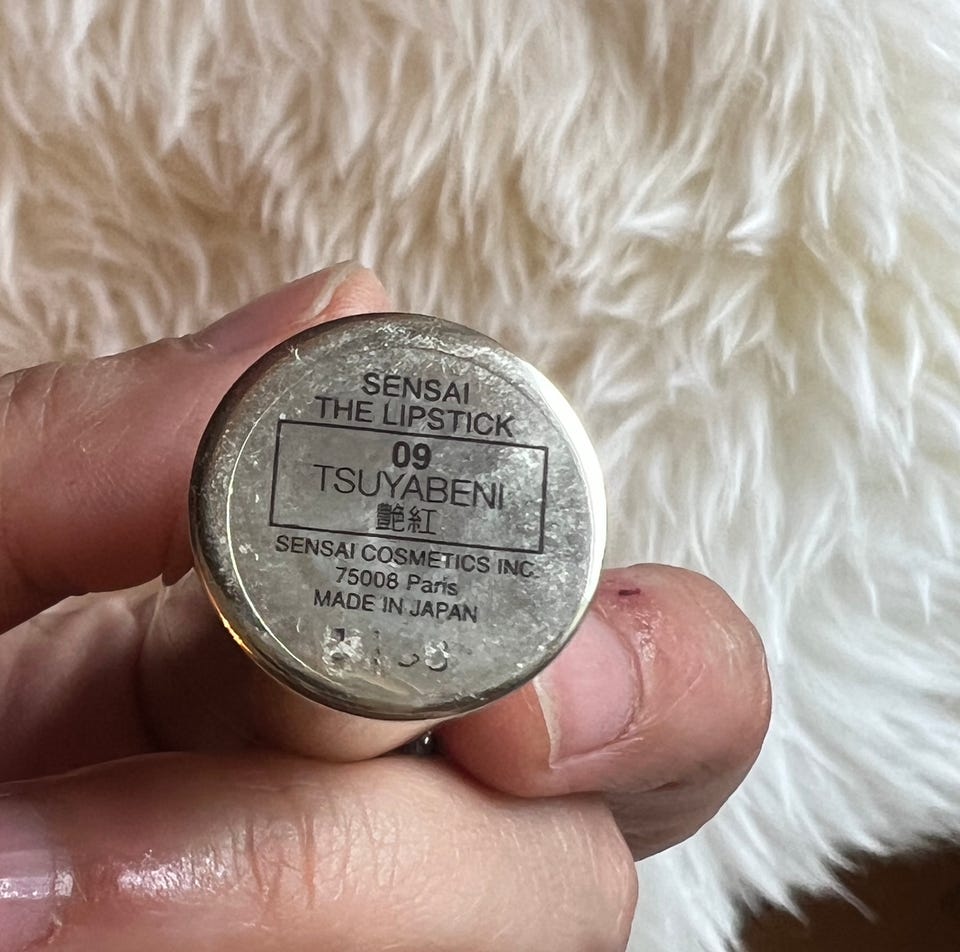 SENSAI
THE LIPSTICK
09
TSUYABENI
艶紅
SENSAI COSMETICS INC.
75008 Paris
MADE IN JAPAN